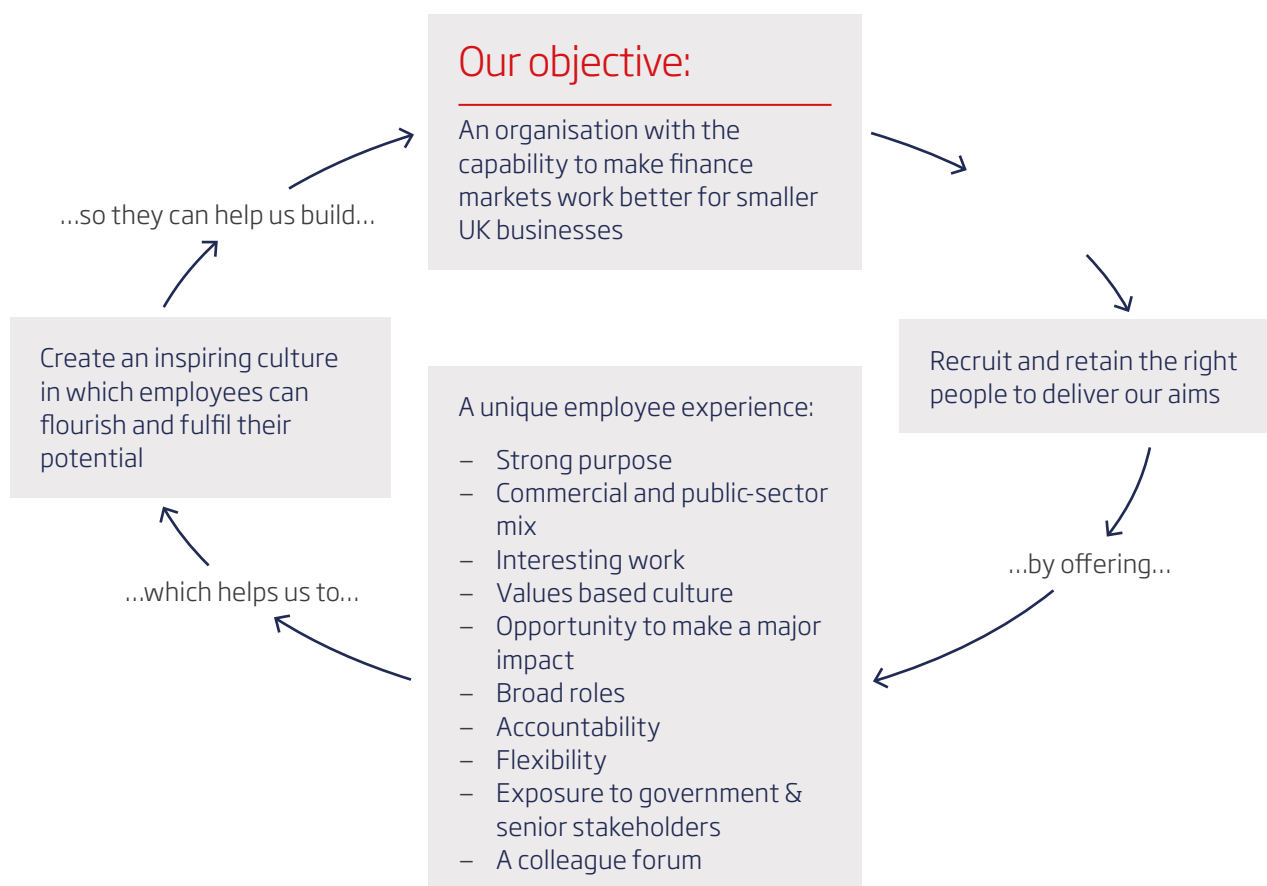 Our objective:
An organisation with the
capability to make finance
markets work better for smaller
UK businesses
...so they can help us build...
Create an inspiring culture
in which employees can
flourish and fulfil their
potential
Recruit and retain the right
people to deliver our aims
A unique employee experience:
– Strong purpose
– Commercial and public-sector
mix
– Interesting work
– Values based culture
– Opportunity to make a major
impact
– Broad roles
– Accountability
– Flexibility
– Exposure to government &
senior stakeholders
– A colleague forum
...by offering...
...which helps us to...